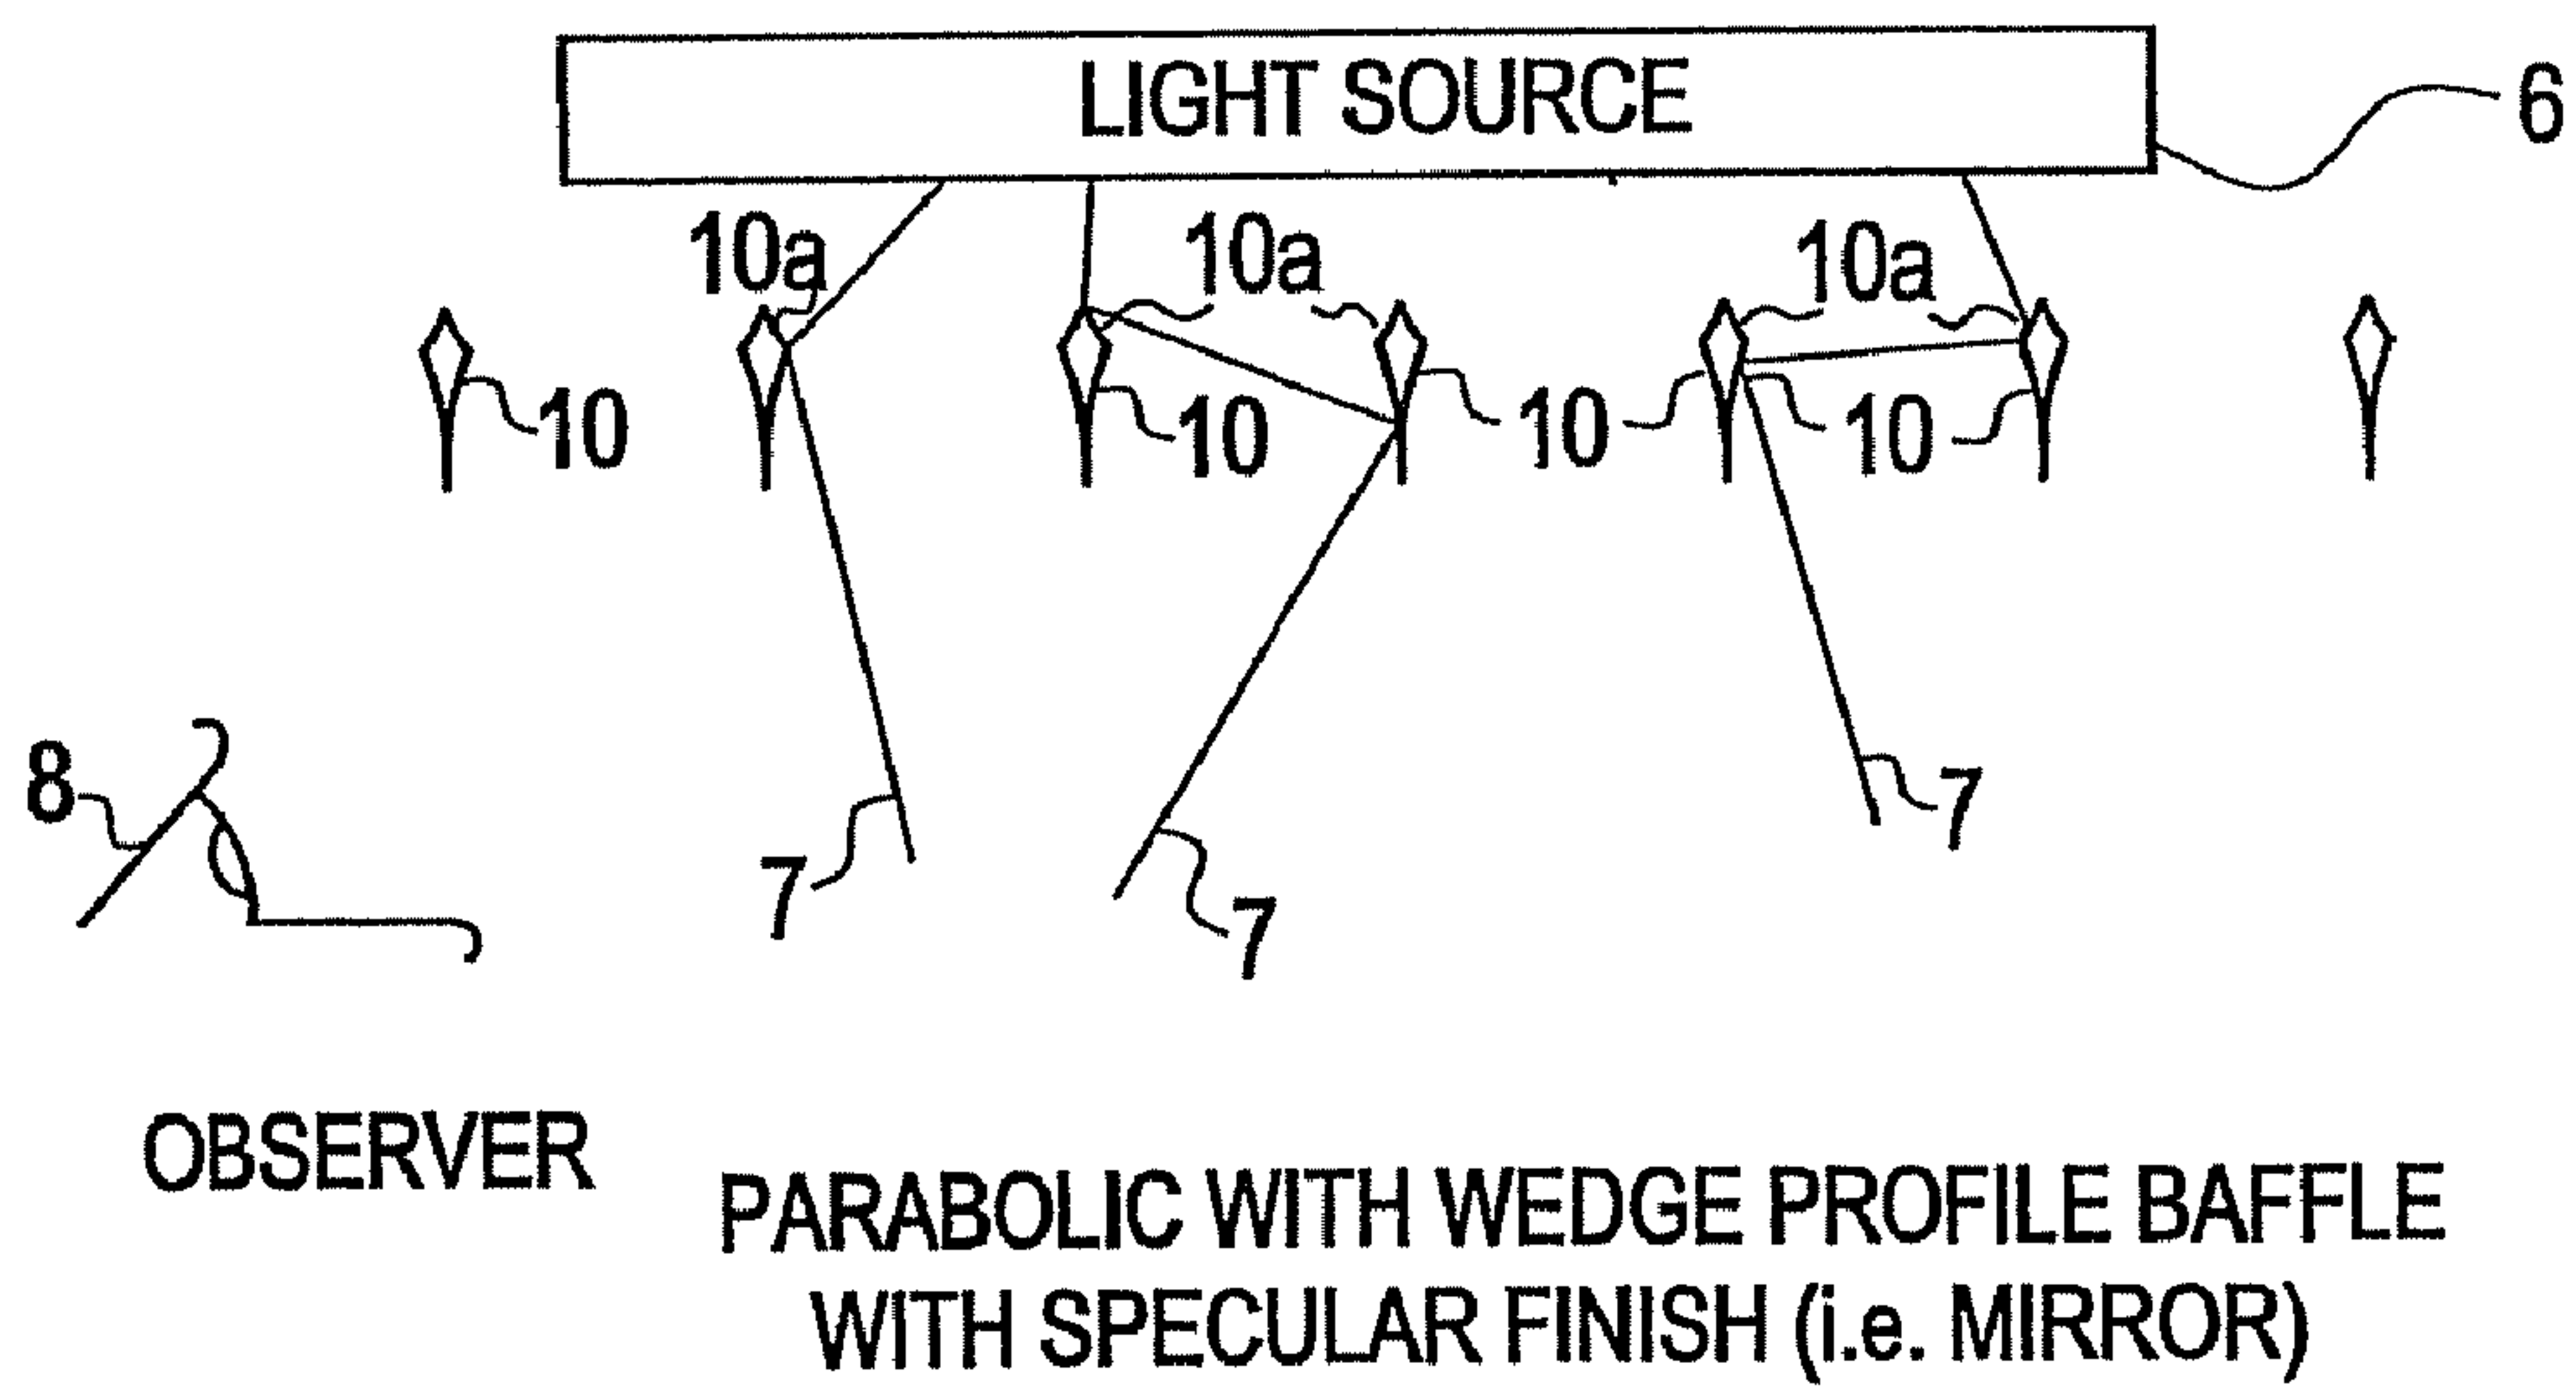 LIGHT SOURCE
6
10a 10a 10a
10 10 10 10
8
7 7 7
OBSERVER
PARABOLIC WITH WEDGE PROFILE BAFFLE
WITH SPECULAR FINISH (i.e. MIRROR)